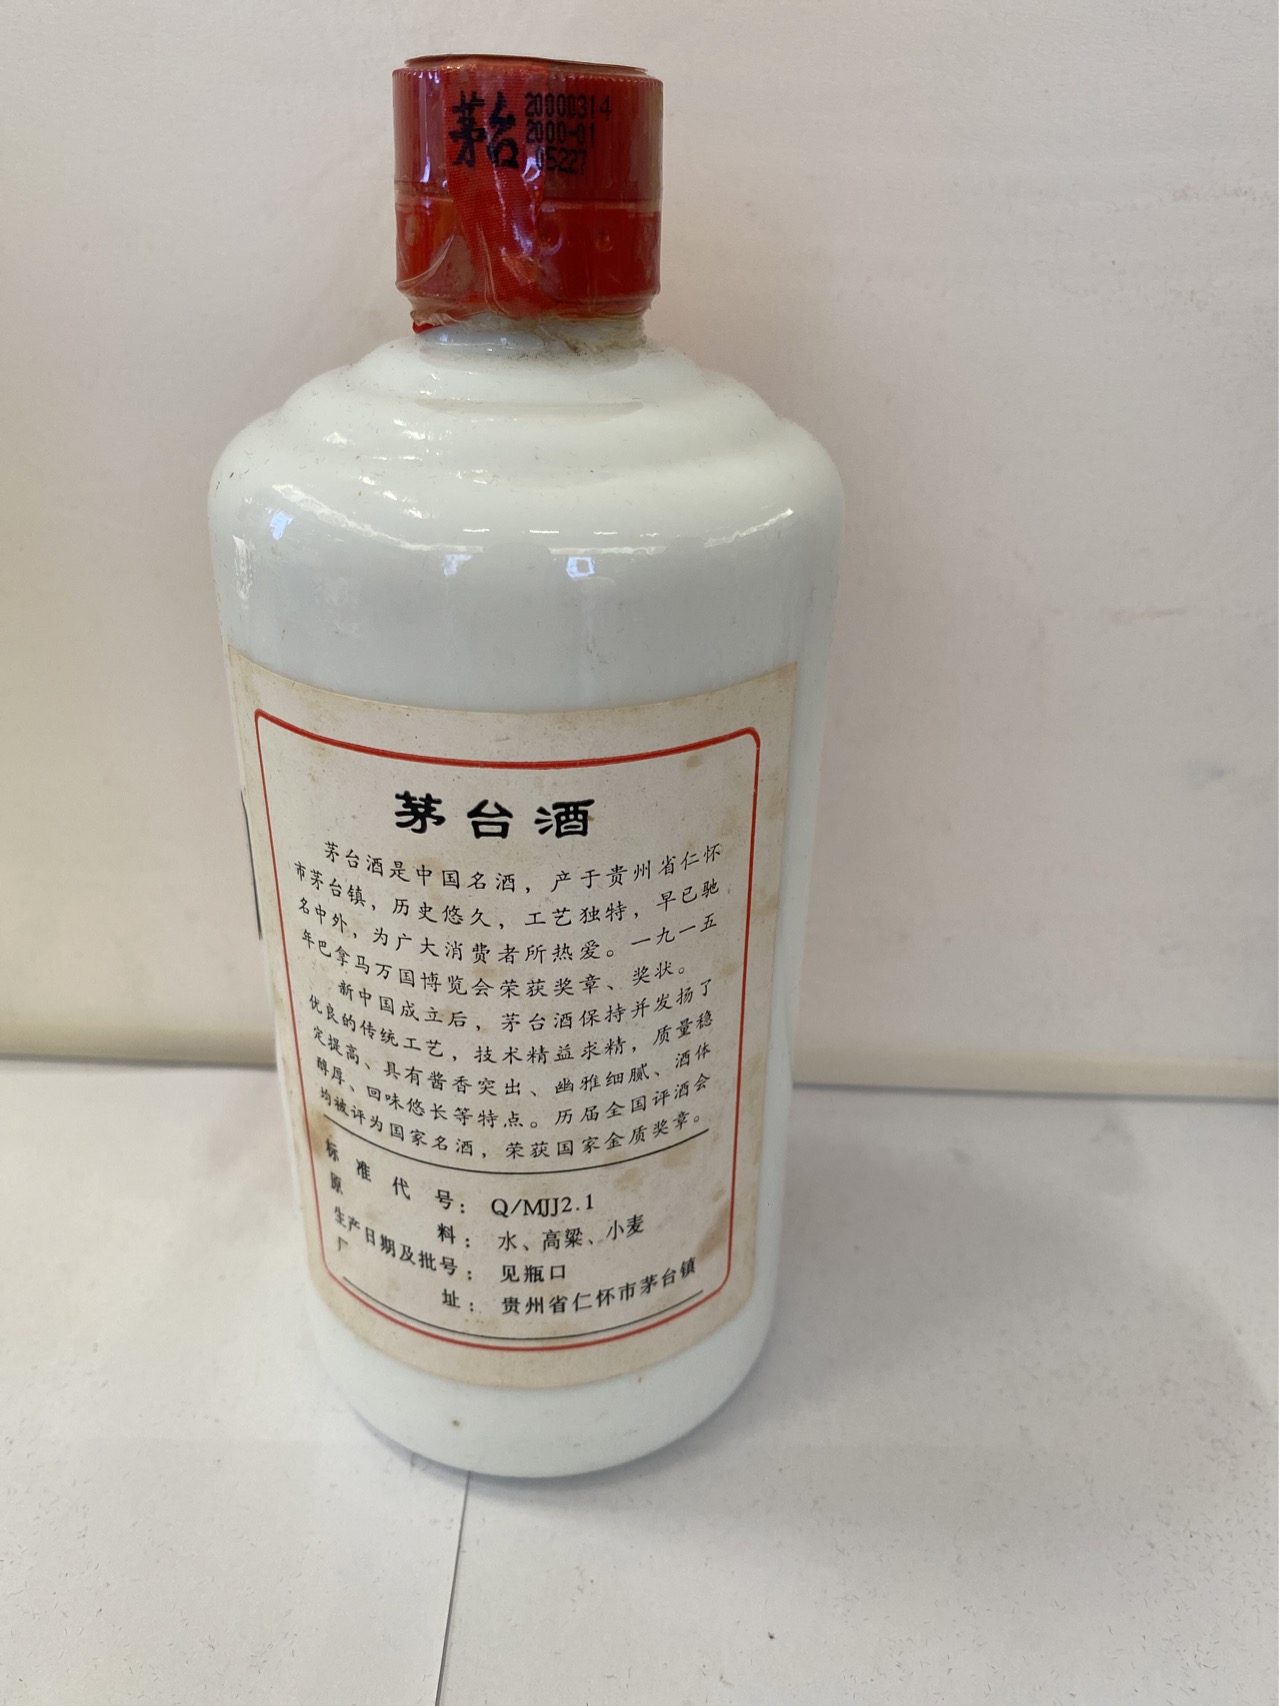 茅台
20000314
2000-01
05227
茅台酒
茅台酒是中国名酒，产于贵州省仁怀
市茅台镇，历史悠久，工艺独特，早已驰
名中外，为广大消费者所热爱。一九一五
年巴拿马万国博览会荣获奖章、奖状。
新中国成立后，茅台酒保持并发扬了
优良的传统工艺，技术精益求精，质量稳
定提高、具有酱香突出、幽雅细腻、酒体
醇厚、回味悠长等特点。历届全国评酒会
均被评为国家名酒，荣获国家金质奖章。
标准代号：Q/MJJ2.1
原料：水、高粱、小麦
生产日期及批号：见瓶口
厂址：贵州省仁怀市茅台镇